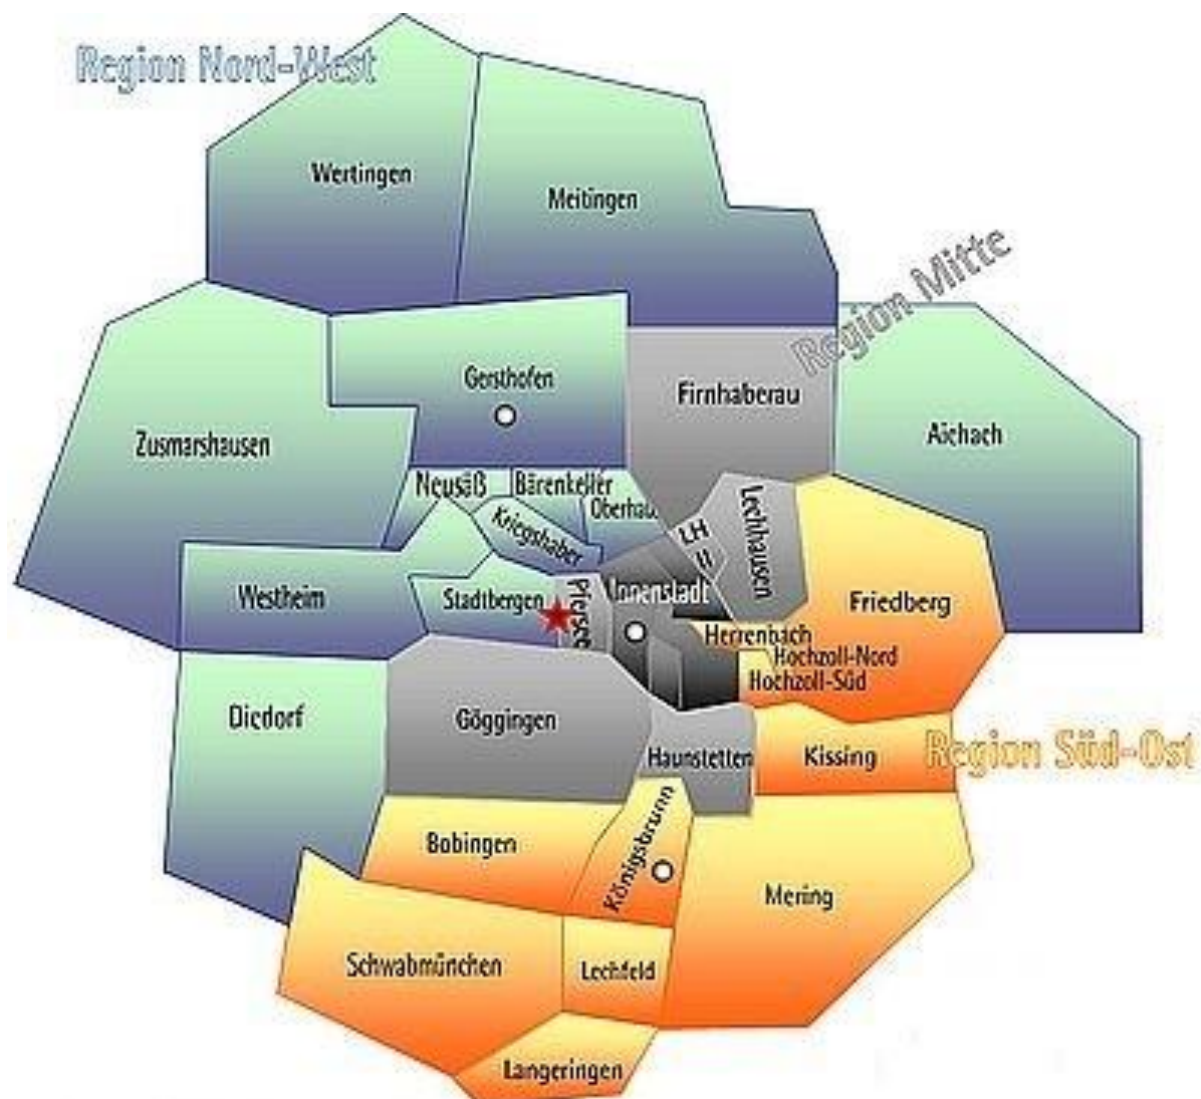 Region Nord-West
Wertingen
Meitingen
Region Mitte
Gersthofen
Firnhaberau
Zusmarshausen
Aichach
Neusäß
Bärenkeller
Oberhau
Kriegshaber
LH
II
Lechhausen
Westheim
Stadtbergen
Pfersee
Innenstadt
Friedberg
Herrenbach
Hochzoll-Nord
Hochzoll-Süd
Diedorf
Göggingen
Haunstetten
Kissing
Region Süd-Ost
Bobingen
Königsbrunn
Mering
Schwabmünchen
Lechfeld
Langeringen